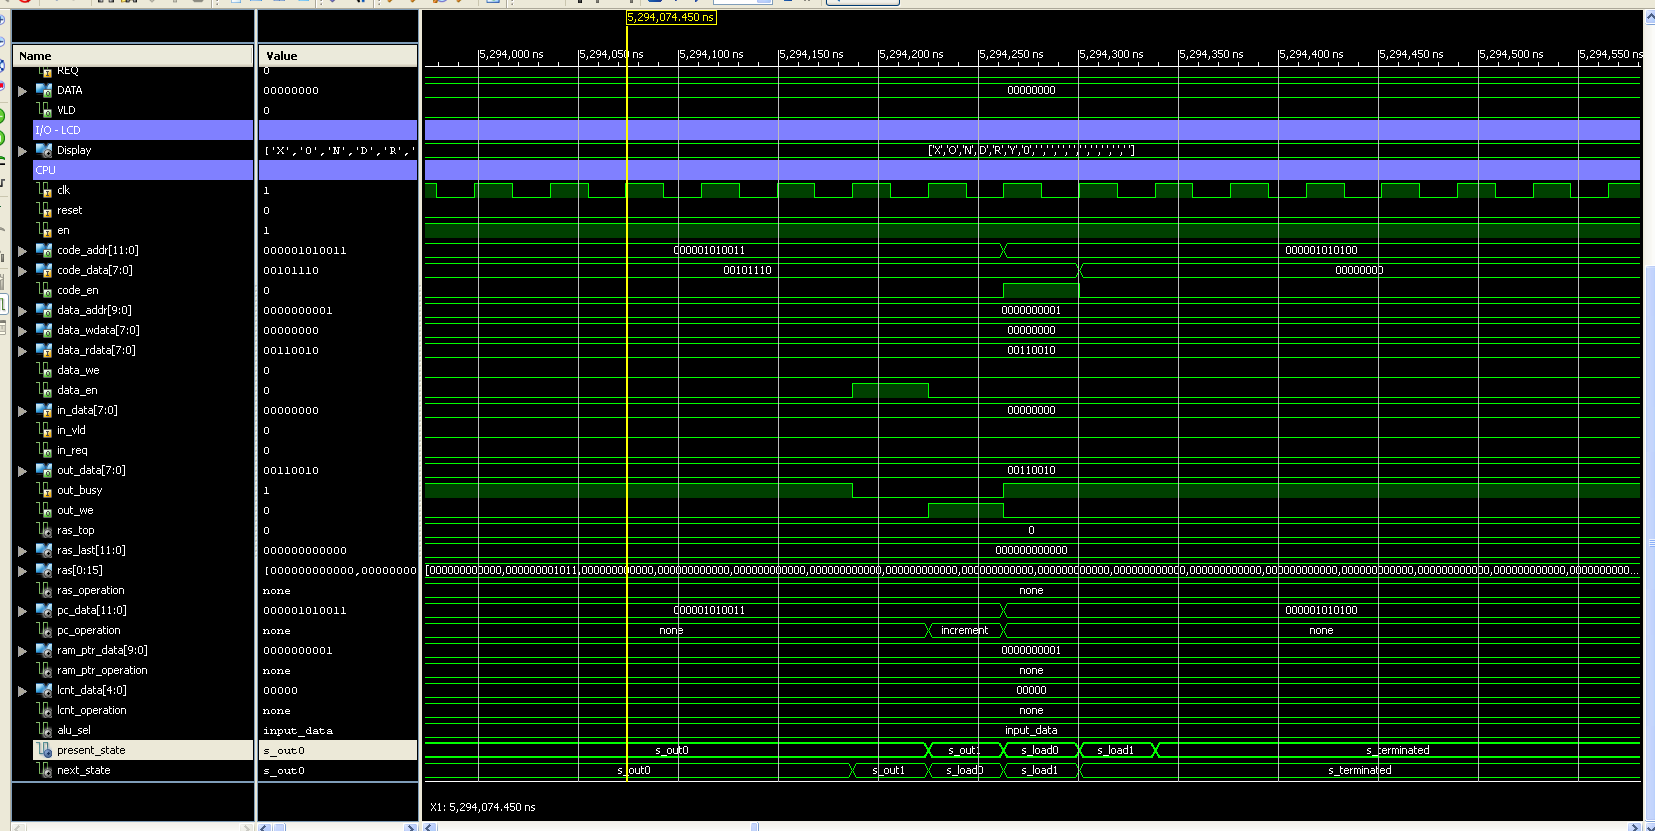 5,294,074.450 ns
Name Value 5,294,000 ns 5,294,050 ns 5,294,100 ns 5,294,150 ns 5,294,200 ns 5,294,250 ns 5,294,300 ns 5,294,350 ns 5,294,400 ns 5,294,450 ns 5,294,500 ns 5,294,550 ns
REQ 0
DATA 00000000 00000000
VLD 0
I/O - LCD
Display ['X','O','N','D','R',' ['X','O','N','D','R','Y','0',' ',' ',' ',' ',' ',' ',' ',' ',' ']
CPU
clk 1
reset 0
en 1
code_addr[11:0] 000001010011 000001010011 000001010100
code_data[7:0] 00101110 00101110 00000000
code_en 0
data_addr[9:0] 0000000001 0000000001
data_wdata[7:0] 00000000 00000000
data_rdata[7:0] 00110010 00110010
data_we 0
data_en 0
in_data[7:0] 00000000 00000000
in_vld 0
in_req 0
out_data[7:0] 00110010 00110010
out_busy 1
out_we 0
ras_top 0 0
ras_last[11:0] 000000000000 000000000000
ras[0:15] [000000000000,00000000 [000000000000,000000001011,000000000000,000000000000,000000000000,000000000000,000000000000,000000000000,000000000000,000000000000,000000000000,000000000000,000000000000,000000000000,000000000000,0000000000...
ras_operation none none
pc_data[11:0] 000001010011 000001010011 000001010100
pc_operation none none increment none
ram_ptr_data[9:0] 0000000001 0000000001
ram_ptr_operation none none
lcnt_data[4:0] 00000 00000
lcnt_operation none none
alu_sel input_data input_data
present_state s_out0 s_out0 s_out1 s_load0 s_load1 s_terminated
next_state s_out0 s_out0 s_out1 s_load0 s_load1 s_terminated
X1: 5,294,074.450 ns